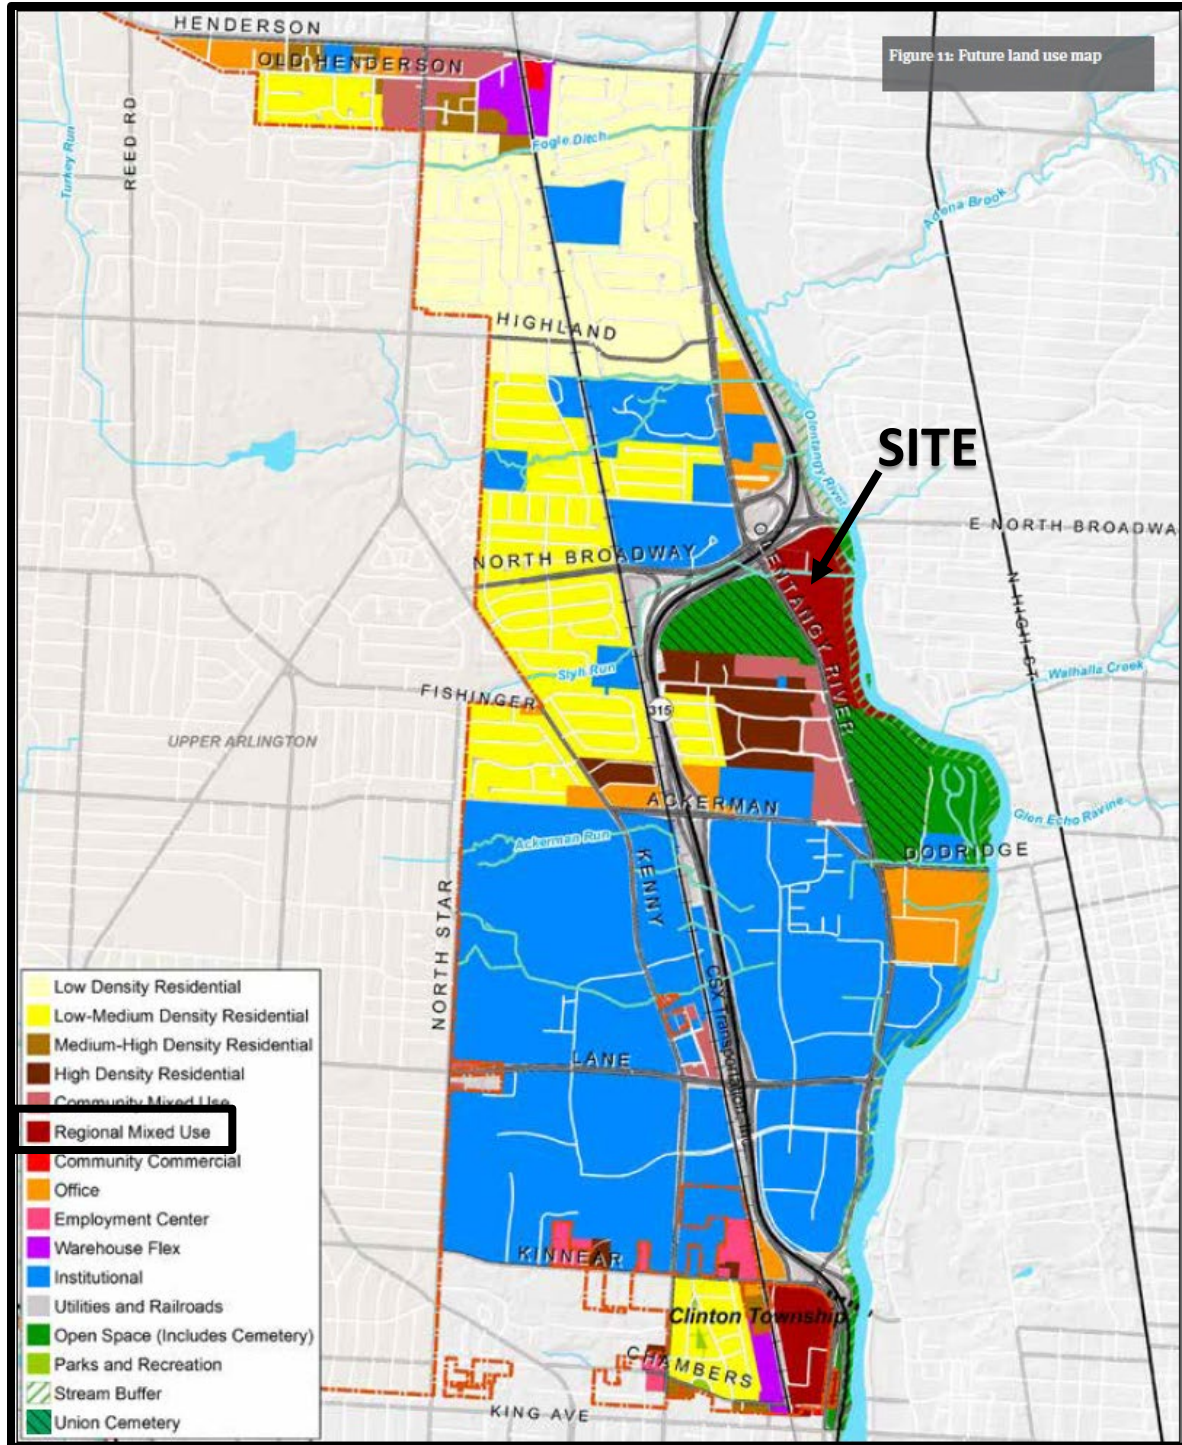 HENDERSON
Figure 11: Future land use map
OLD HENDERSON
REED RD
Turkey Run
Fogle Ditch
Adena Brook
HIGHLAND
Olentangy River
SITE
E NORTH BROADWA
NORTH BROADWAY
OLENTANGY RIVER
N HIGH ST
Slyh Run
Walhalla Creek
FISHINGER
315
UPPER ARLINGTON
ACKERMAN
Glen Echo Ravine
Ackerman Run
DODRIDGE
KENNY
NORTH STAR
CSX Transportation, Inc
LANE
KINNEAR
Clinton Township
CHAMBERS
KING AVE
Low Density Residential
Low-Medium Density Residential
Medium-High Density Residential
High Density Residential
Community Mixed Use
Regional Mixed Use
Community Commercial
Office
Employment Center
Warehouse Flex
Institutional
Utilities and Railroads
Open Space (Includes Cemetery)
Parks and Recreation
Stream Buffer
Union Cemetery